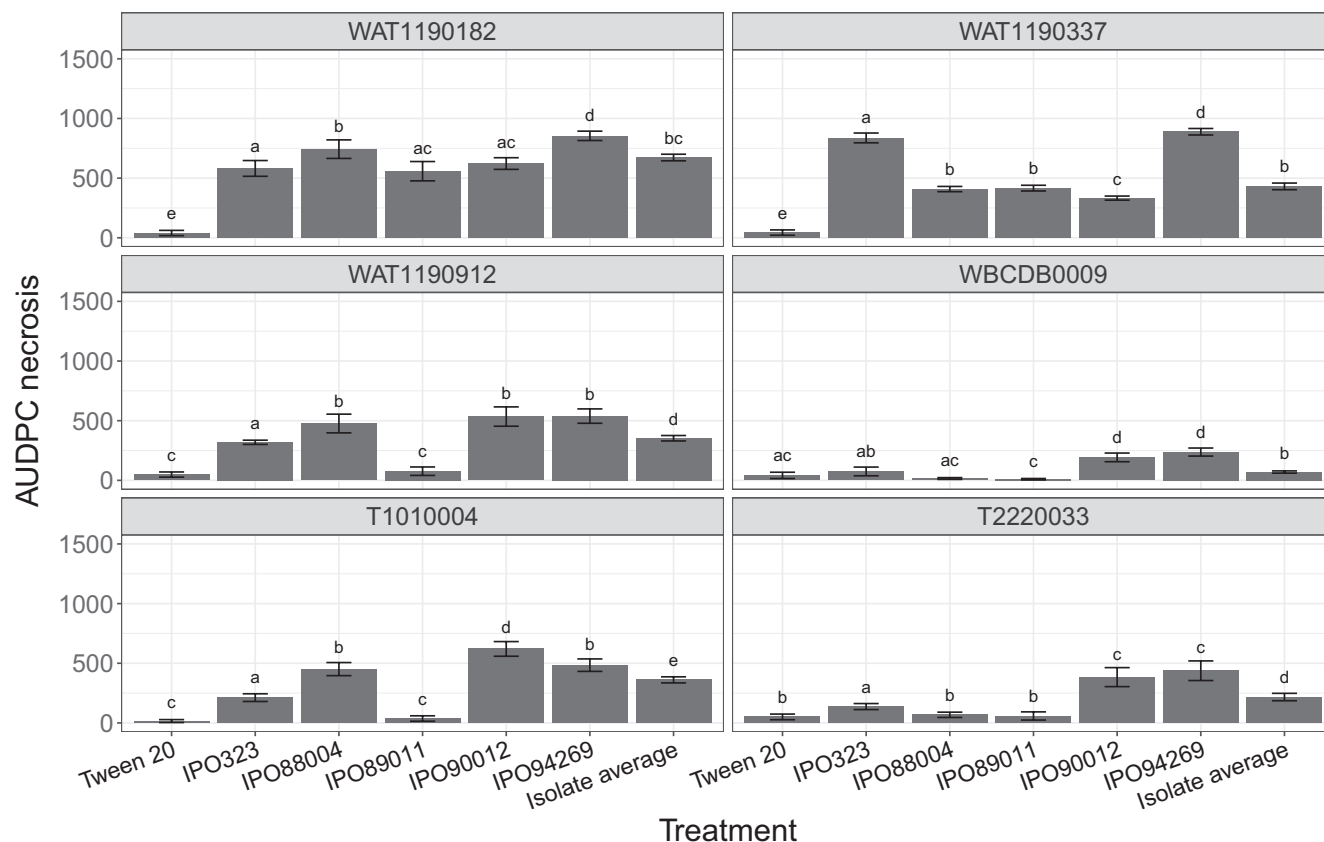 WAT1190182 WAT1190337
1500
1000
500
0
e a b ac ac d bc
e a b b c d b
WAT1190912 WBCDB0009
1500
1000
500
0
c a b c b b d
ac ab ac c d d b
T1010004 T2220033
1500
1000
500
0
c a b c d b e
b a b b c c d
AUDPC necrosis
Tween 20 IPO323 IPO88004 IPO89011 IPO90012 IPO94269 Isolate average
Tween 20 IPO323 IPO88004 IPO89011 IPO90012 IPO94269 Isolate average
Treatment